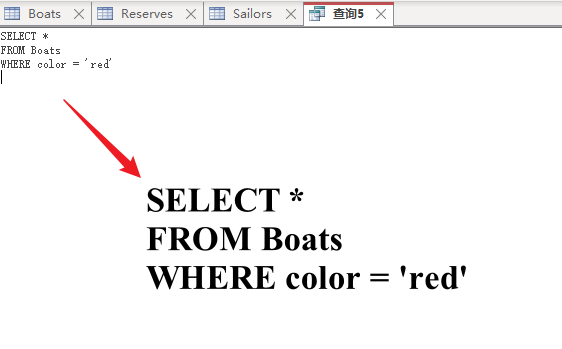 Boats Reserves Sailors 查询5
SELECT *
FROM Boats
WHERE color = 'red'
SELECT *
FROM Boats
WHERE color = 'red'